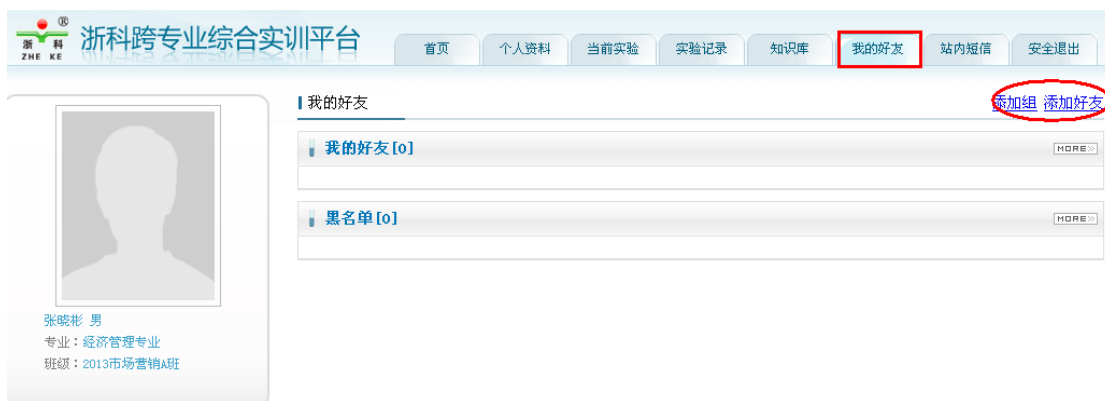 ®
浙 科
ZHE KE
浙科跨专业综合实训平台
首页 个人资料 当前实验 实验记录 知识库 我的好友 站内短信 安全退出
我的好友 添加组 添加好友
我的好友[0] MORE»
黑名单[0] MORE»
张晓彬 男
专业：经济管理专业
班级：2013市场营销A班